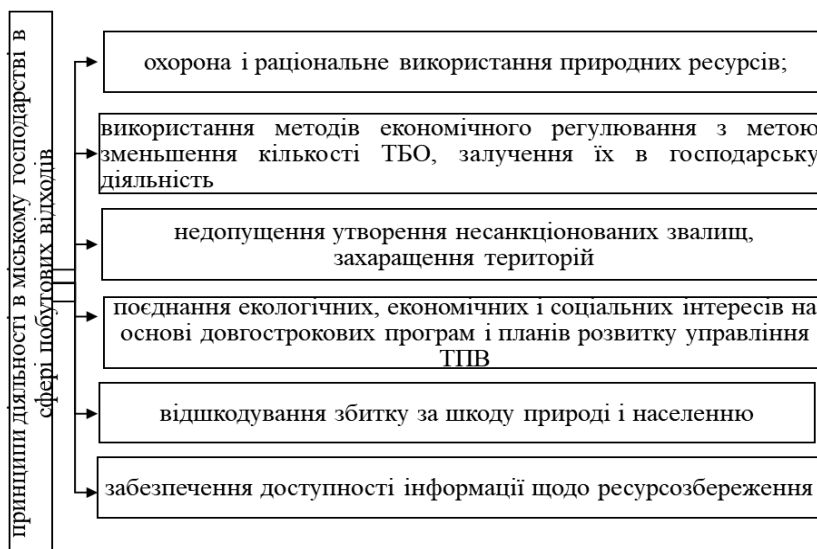 принципи діяльності в міському господарстві в
сфері побутових відходів
охорона і раціональне використання природних ресурсів;
використання методів економічного регулювання з метою
зменьшення кількості ТБО, залучення їх в господарську
діяльність
недопущення утворення несанкціонованих звалищ,
захаращення територій
поєднання екологічних, економічних і соціальних інтересів на
основі довгострокових програм і планів розвитку управління
ТПВ
відшкодування збитку за шкоду природі і населенню
забезпечення доступності інформації щодо ресурсозбереження